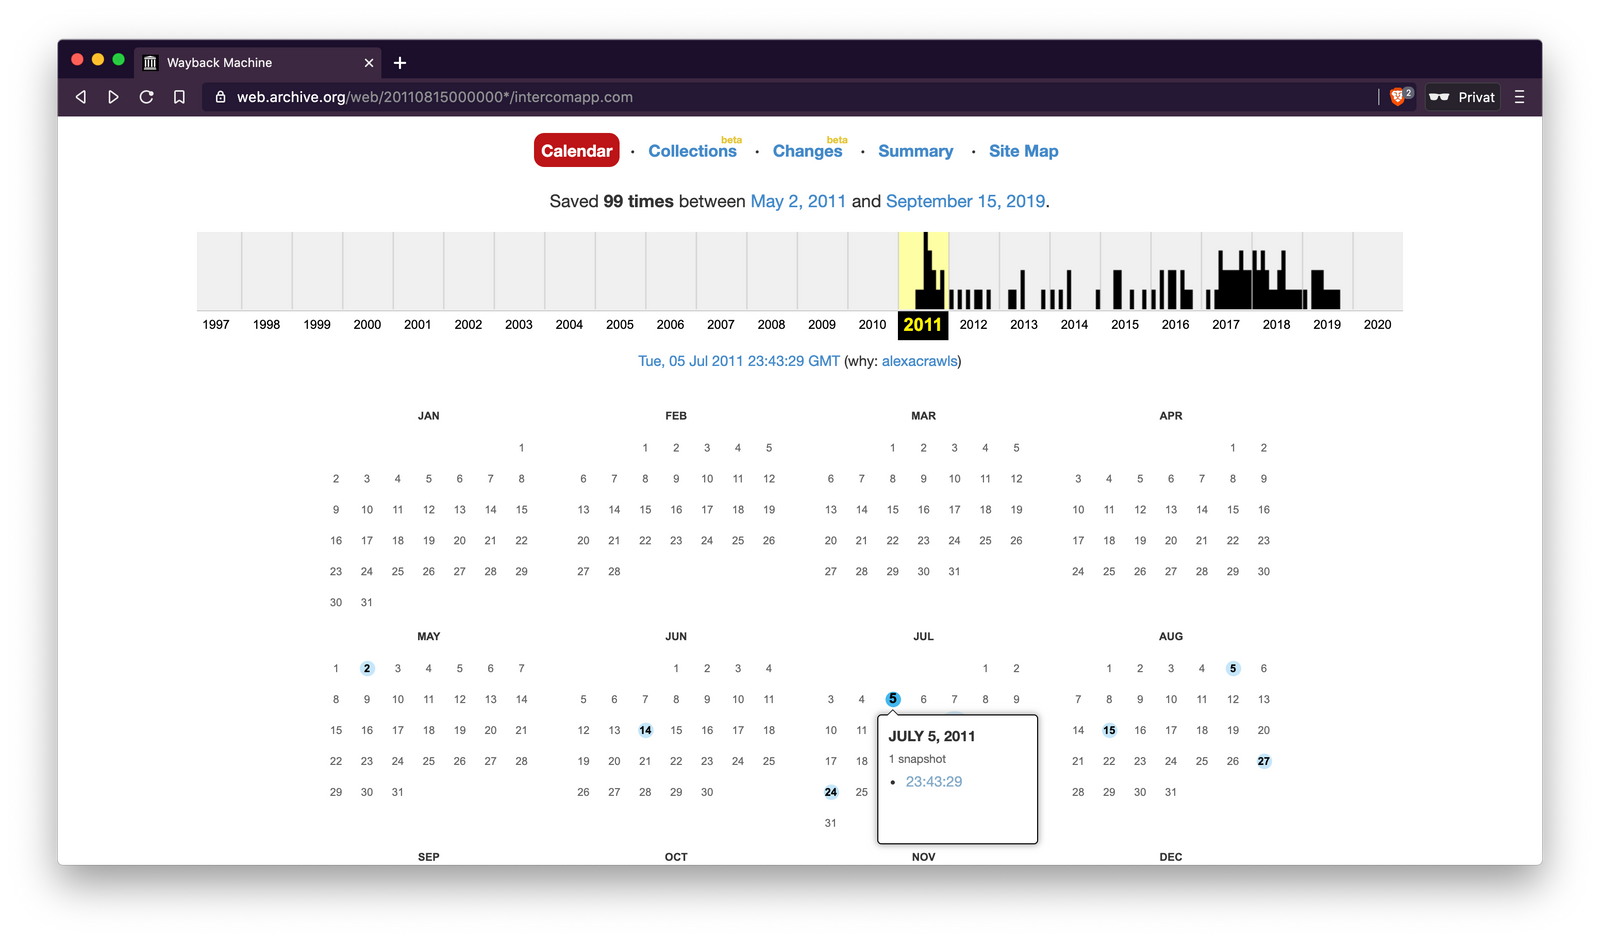 Wayback Machine
web.archive.org/web/20110815000000*/intercomapp.com
2
Privat
Calendar · Collections beta · Changes beta · Summary · Site Map
Saved 99 times between May 2, 2011 and September 15, 2019.
1997 1998 1999 2000 2001 2002 2003 2004 2005 2006 2007 2008 2009 2010 2011 2012 2013 2014 2015 2016 2017 2018 2019 2020
Tue, 05 Jul 2011 23:43:29 GMT (why: alexacrawls)
JAN
1
2 3 4 5 6 7 8
9 10 11 12 13 14 15
16 17 18 19 20 21 22
23 24 25 26 27 28 29
30 31
FEB
1 2 3 4 5
6 7 8 9 10 11 12
13 14 15 16 17 18 19
20 21 22 23 24 25 26
27 28
MAR
1 2 3 4 5
6 7 8 9 10 11 12
13 14 15 16 17 18 19
20 21 22 23 24 25 26
27 28 29 30 31
APR
1 2
3 4 5 6 7 8 9
10 11 12 13 14 15 16
17 18 19 20 21 22 23
24 25 26 27 28 29 30
MAY
1 2 3 4 5 6 7
8 9 10 11 12 13 14
15 16 17 18 19 20 21
22 23 24 25 26 27 28
29 30 31
JUN
1 2 3 4
5 6 7 8 9 10 11
12 13 14 15 16 17 18
19 20 21 22 23 24 25
26 27 28 29 30
JUL
1 2
3 4 5 6 7 8 9
10 11
17 18
24 25
31
JULY 5, 2011
1 snapshot
• 23:43:29
AUG
1 2 3 4 5 6
7 8 9 10 11 12 13
14 15 16 17 18 19 20
21 22 23 24 25 26 27
28 29 30 31
SEP
OCT
NOV
DEC